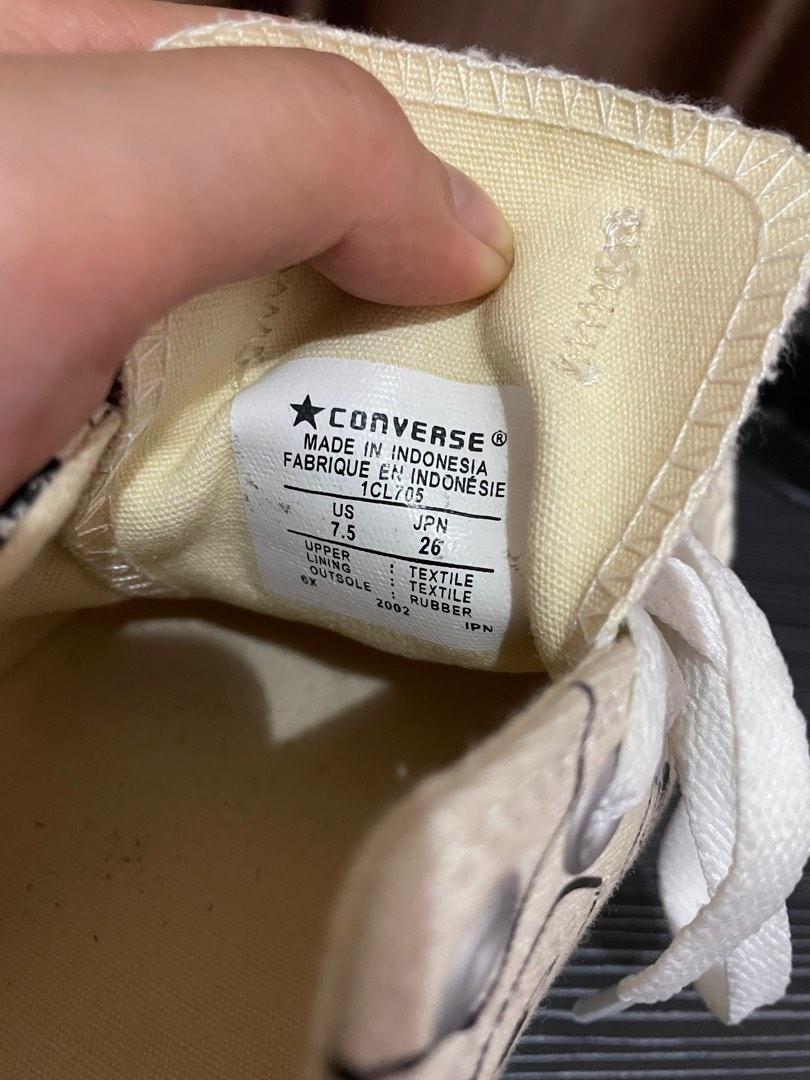 ★CONVERSE®
MADE IN INDONESIA
FABRIQUE EN INDONÉSIE
1CL705
US JPN
7.5 26
UPPER : TEXTILE
LINING : TEXTILE
OUTSOLE : RUBBER
6X 2002 IPN